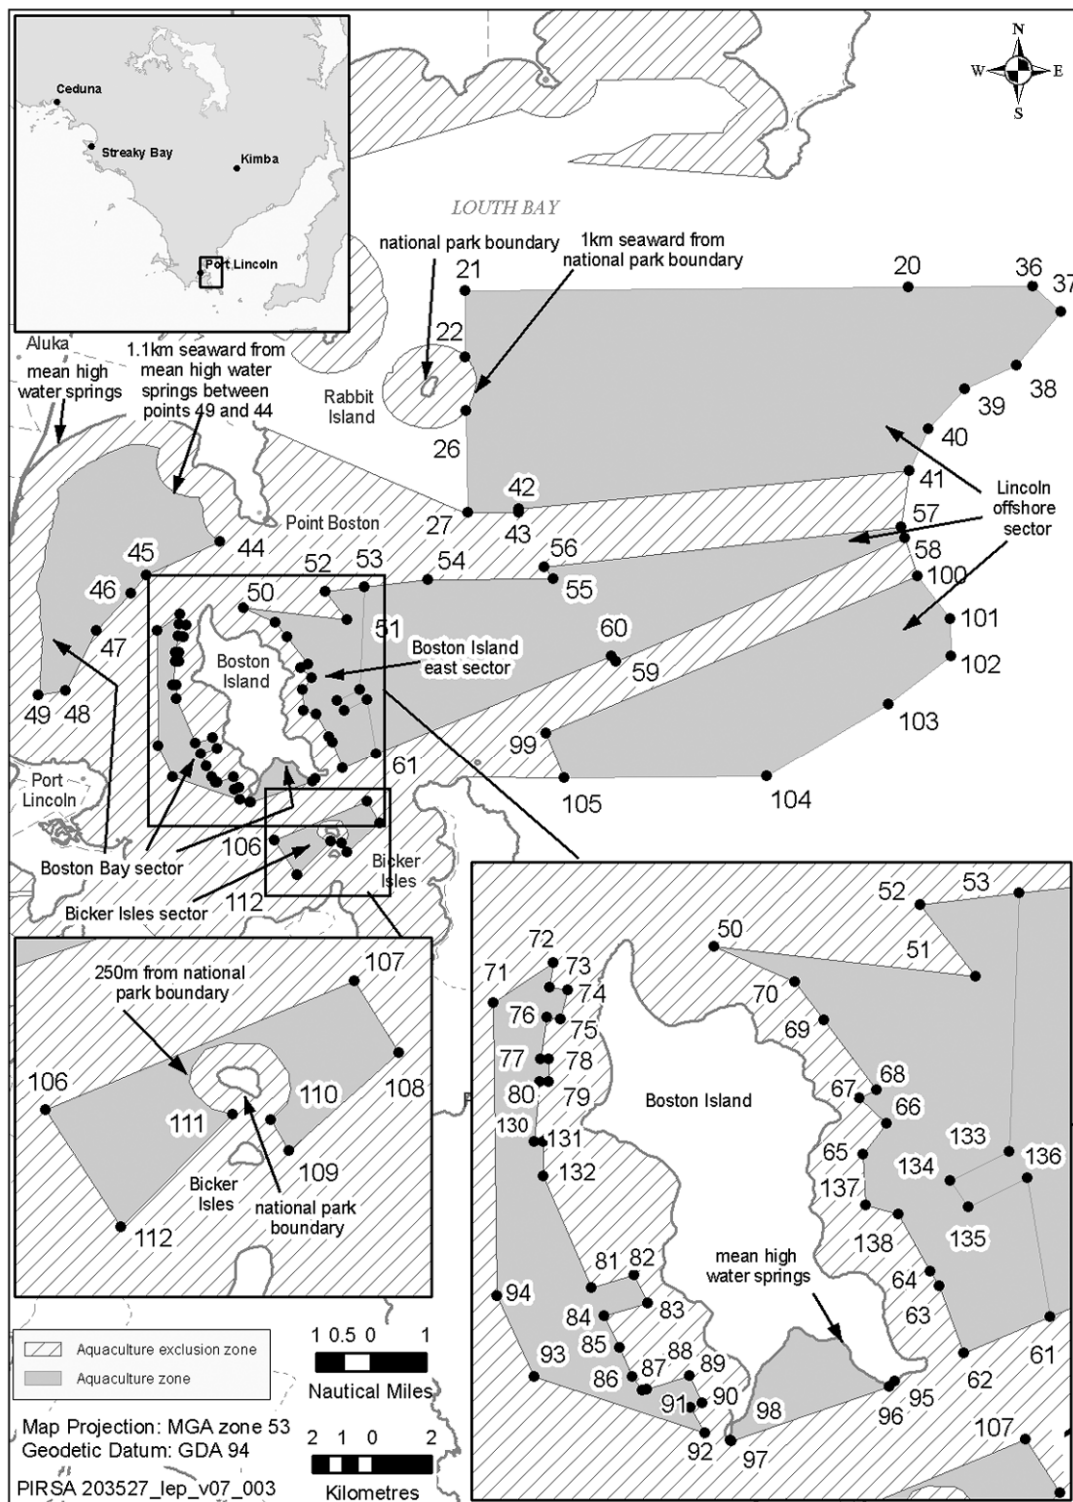 N
W E
S
Ceduna
Streaky Bay
Kimba
Port Lincoln
LOUTH BAY
national park boundary
1km seaward from
national park boundary
21
20
36
37
22
Aluka
mean high
water springs
1.1km seaward from
mean high water
springs between
points 49 and 44
Rabbit
Island
38
39
26
40
41
42
27
43
Lincoln
offshore
sector
Point Boston
57
44
45
52
53
54
56
58
46
50
55
100
51
101
47
60
Boston
Island
Boston Island
east sector
59
102
49
48
103
99
61
Port
Lincoln
105
104
106
Boston Bay sector
Bicker
Isles
112
Bicker Isles sector
250m from national
park boundary
107
106
108
110
111
109
Bicker
Isles
national park
boundary
112
52
53
50
51
72
73
71
70
74
76
75
69
77
78
68
80
79
67
Boston Island
66
130
131
65
133
136
132
134
137
135
138
mean high
water springs
81
82
64
94
83
63
84
85
93
88
89
61
86
87
62
90
95
91
98
96
92
97
107
Aquaculture exclusion zone
Aquaculture zone
1 0.5 0 1
Nautical Miles
Map Projection: MGA zone 53
Geodetic Datum: GDA 94
2 1 0 2
Kilometres
PIRSA 203527_lep_v07_003